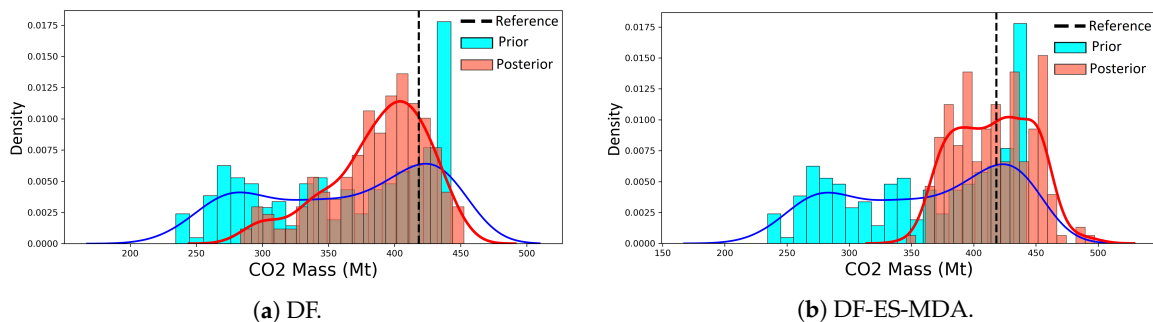 0.0175
0.0150
0.0125
0.0100
0.0075
0.0050
0.0025
0.0000
Density
200 250 300 350 400 450 500
CO2 Mass (Mt)
Reference
Prior
Posterior
(a) DF.
0.0175
0.0150
0.0125
0.0100
0.0075
0.0050
0.0025
0.0000
Density
150 200 250 300 350 400 450 500
CO2 Mass (Mt)
Reference
Prior
Posterior
(b) DF-ES-MDA.